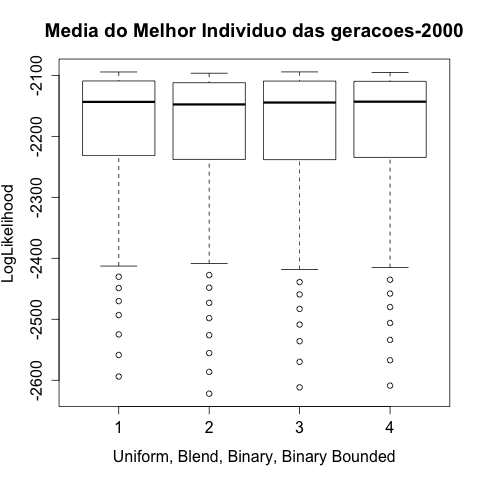 Media do Melhor Individuo das geracoes-2000
LogLikelihood
-2100
-2200
-2300
-2400
-2500
-2600
1 2 3 4
Uniform, Blend, Binary, Binary Bounded